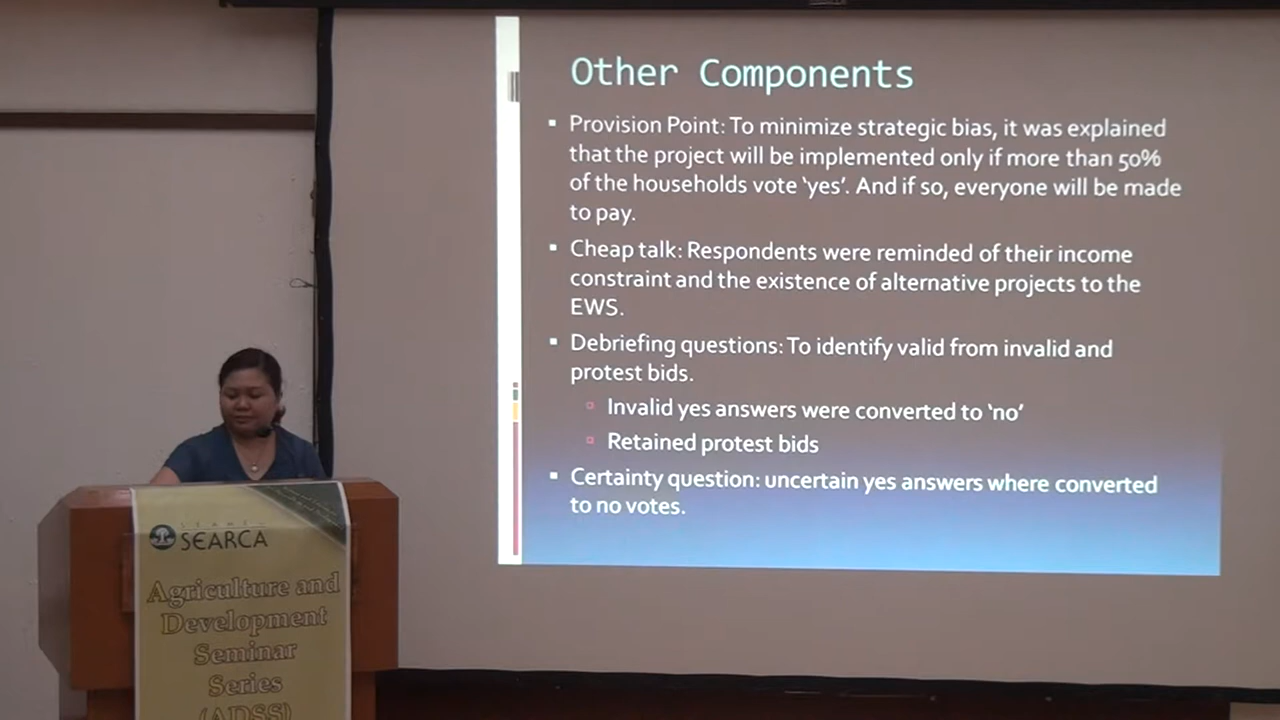 Other Components
▪ Provision Point: To minimize strategic bias, it was explained
that the project will be implemented only if more than 50%
of the households vote ‘yes’. And if so, everyone will be made
to pay.
▪ Cheap talk: Respondents were reminded of their income
constraint and the existence of alternative projects to the
EWS.
▪ Debriefing questions: To identify valid from invalid and
protest bids.
▫ Invalid yes answers were converted to ‘no’
▫ Retained protest bids
▪ Certainty question: uncertain yes answers where converted
to no votes.
SEARCA
Agriculture and
Development
Seminar
Series
(ADSS)